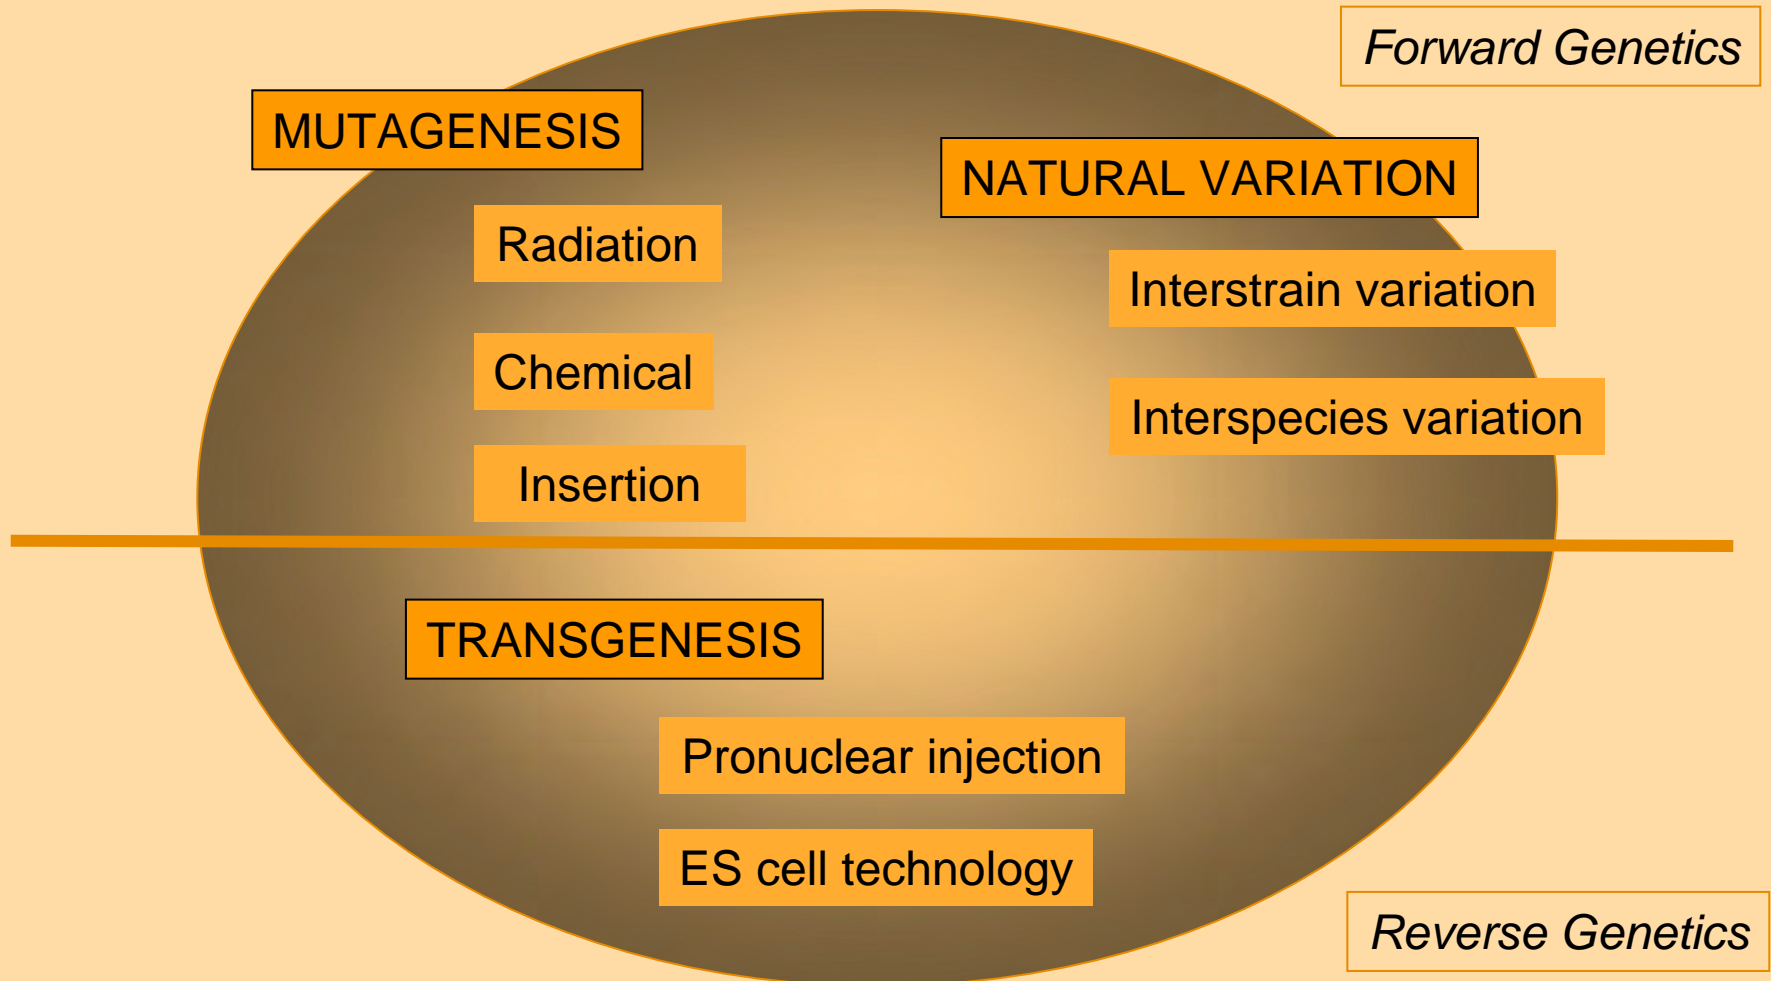 Forward Genetics
MUTAGENESIS
NATURAL VARIATION
Radiation
Interstrain variation
Chemical
Interspecies variation
Insertion
TRANSGENESIS
Pronuclear injection
ES cell technology
Reverse Genetics